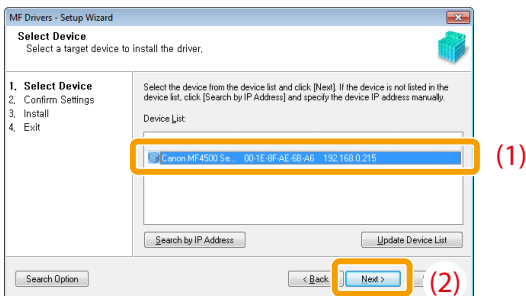 MF Drivers - Setup Wizard
Select Device
Select a target device to install the driver.
1. Select Device
2. Confirm Settings
3. Install
4. Exit
Select the device from the device list and click [Next]. If the device is not listed in the
device list, click [Search by IP Address] and specify the device IP address manually.
Device List:
Canon MF4500 Se... 00-1E-8F-AE-6B-A6 192.168.0.215
(1)
Search by IP Address
Update Device List
Search Option
< Back
Next >
(2)